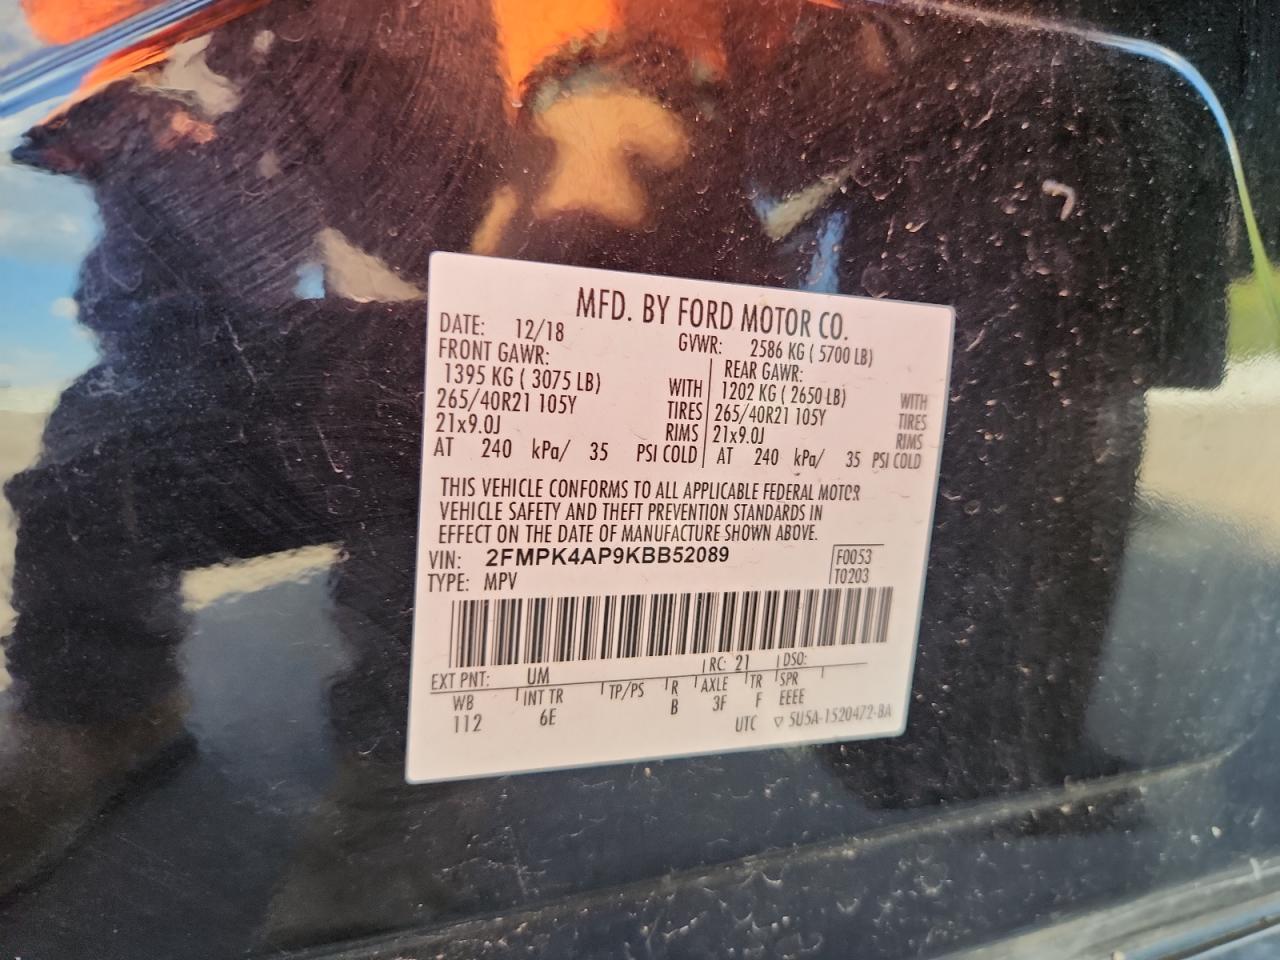 MFD. BY FORD MOTOR CO.
DATE: 12/18 GVWR: 2586 KG ( 5700 LB)
FRONT GAWR: REAR GAWR:
1395 KG ( 3075 LB) WITH 1202 KG ( 2650 LB) WITH
265/40R21 105Y TIRES 265/40R21 105Y TIRES
21x9.0J RIMS 21x9.0J RIMS
AT 240 kPa/ 35 PSI COLD AT 240 kPa/ 35 PSI COLD
THIS VEHICLE CONFORMS TO ALL APPLICABLE FEDERAL MOTOR
VEHICLE SAFETY AND THEFT PREVENTION STANDARDS IN
EFFECT ON THE DATE OF MANUFACTURE SHOWN ABOVE.
VIN: 2FMPK4AP9KBB52089 F0053
TYPE: MPV T0203
EXT PNT: UM RC: 21 DSO:
WB INT TR TP/PS R AXLE TR SPR
112 6E B 3F F EEEE
UTC ▽ 5U5A-1520472-BA